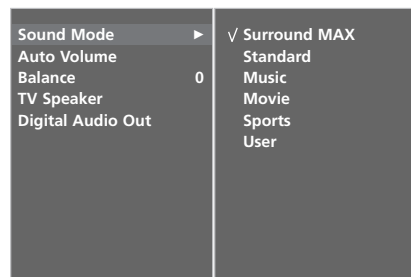 Sound Mode ►
Auto Volume
Balance 0
TV Speaker
Digital Audio Out
√ Surround MAX
Standard
Music
Movie
Sports
User